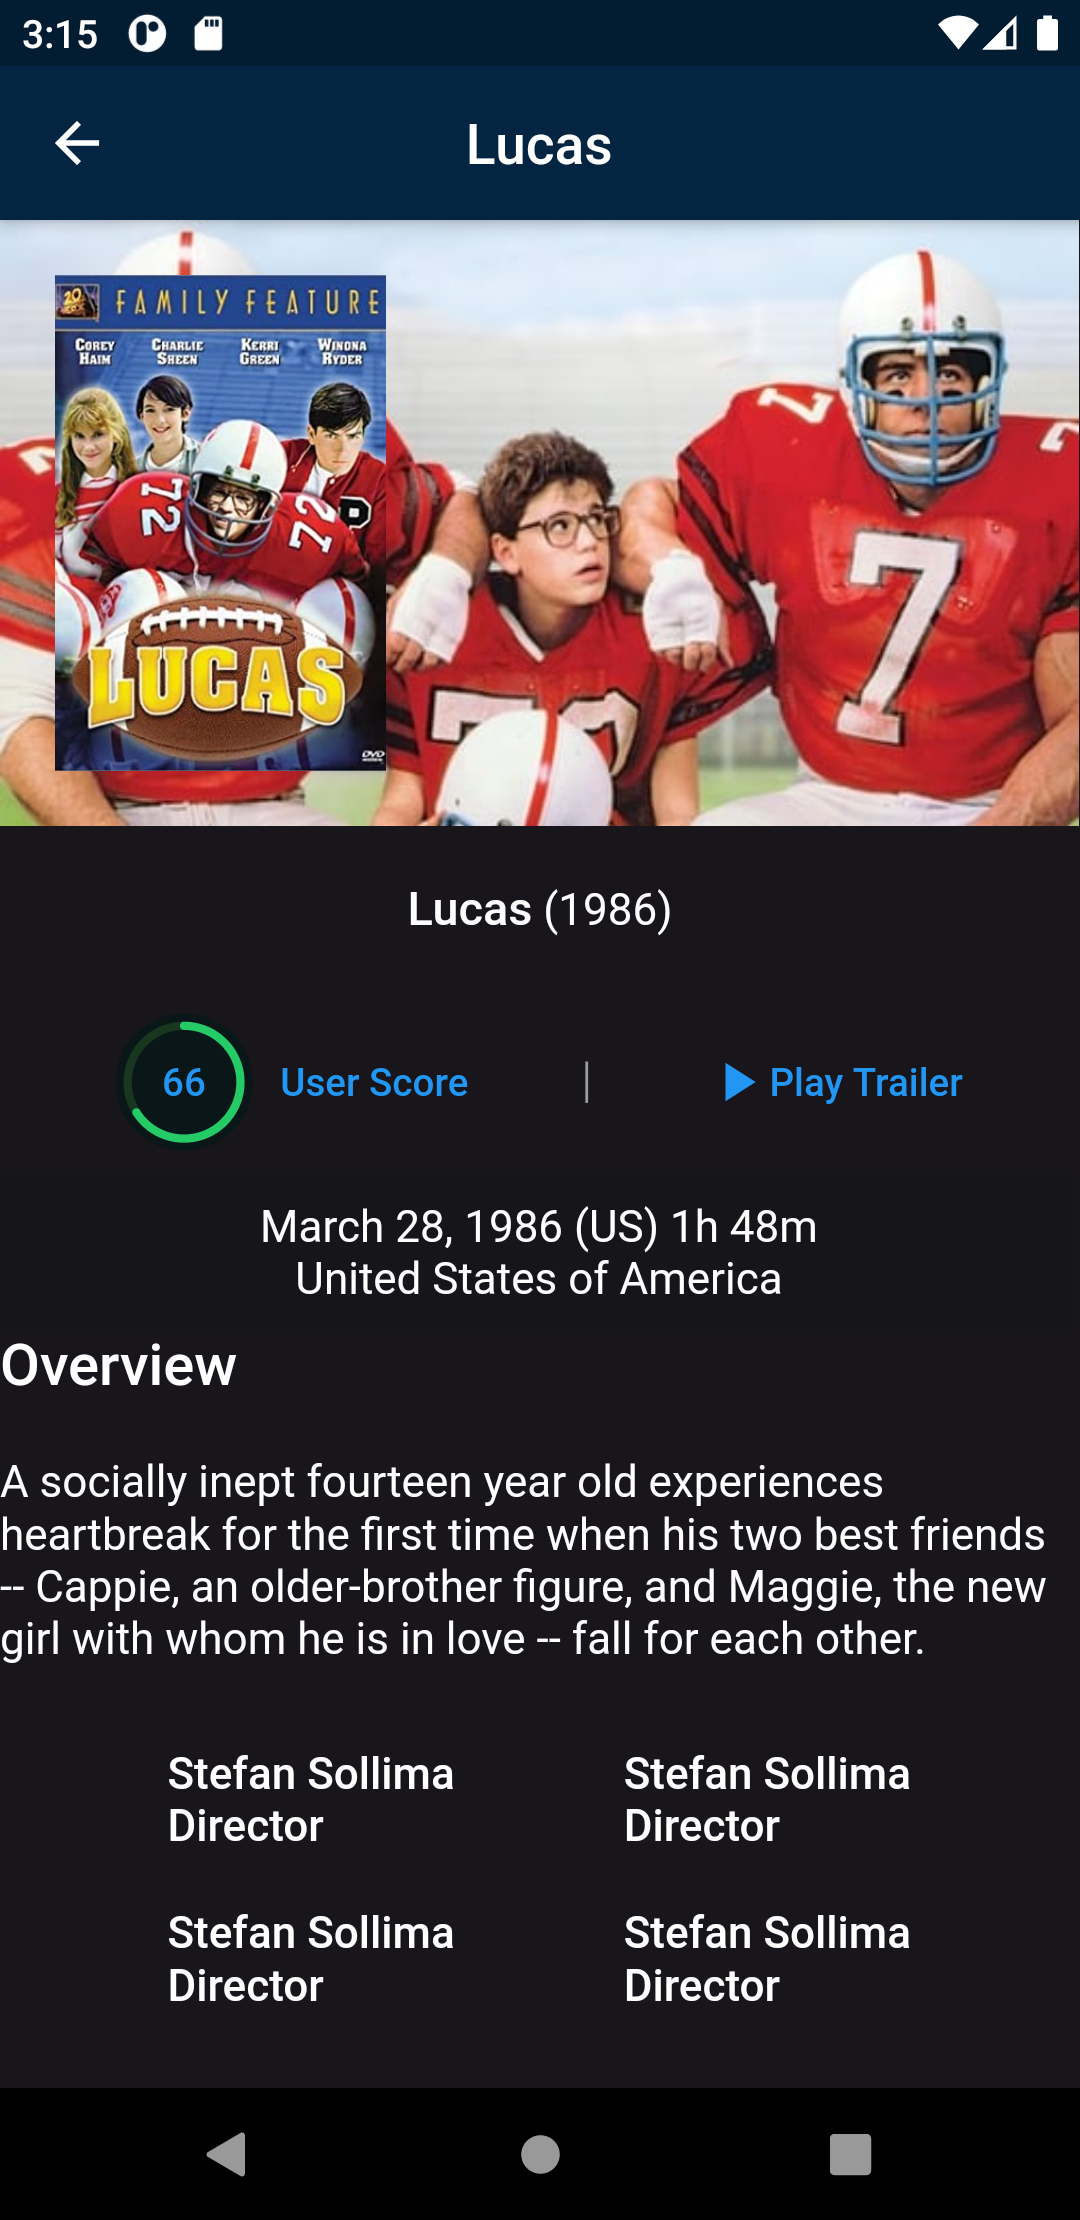 3:15
Lucas
FAMILY FEATURE
COREY HAIM
CHARLIE SHEEN
KERRI GREEN
WINONA RYDER
72 72
P
LUCAS
DVD
7
Lucas (1986)
66 User Score | Play Trailer
March 28, 1986 (US) 1h 48m
United States of America
Overview
A socially inept fourteen year old experiences
heartbreak for the first time when his two best friends
-- Cappie, an older-brother figure, and Maggie, the new
girl with whom he is in love -- fall for each other.
Stefan Sollima
Director
Stefan Sollima
Director
Stefan Sollima
Director
Stefan Sollima
Director